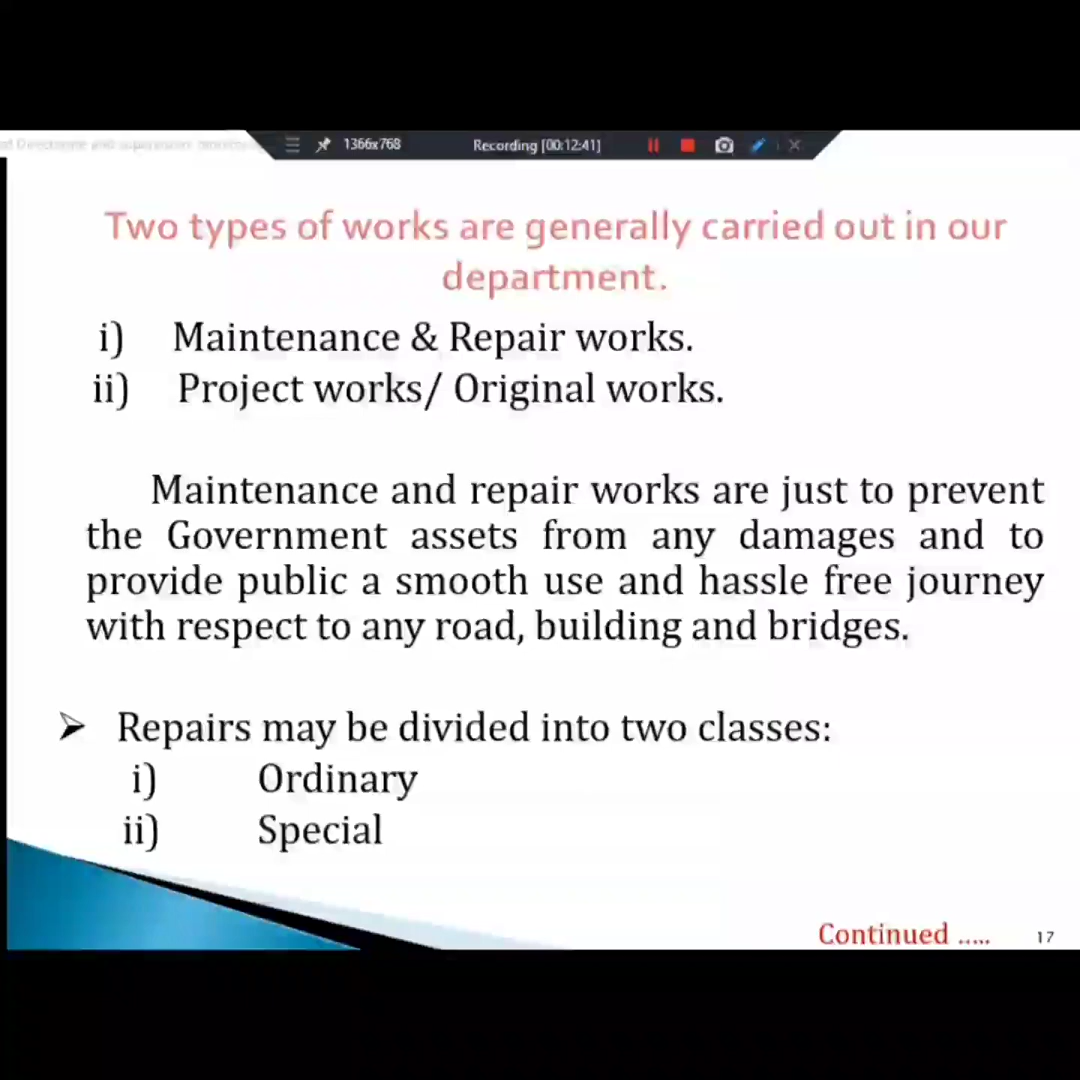 1366x768 Recording [00:12:41]
Two types of works are generally carried out in our
department.
i) Maintenance & Repair works.
ii) Project works/ Original works.
Maintenance and repair works are just to prevent
the Government assets from any damages and to
provide public a smooth use and hassle free journey
with respect to any road, building and bridges.
➢ Repairs may be divided into two classes:
i) Ordinary
ii) Special
Continued .....
17